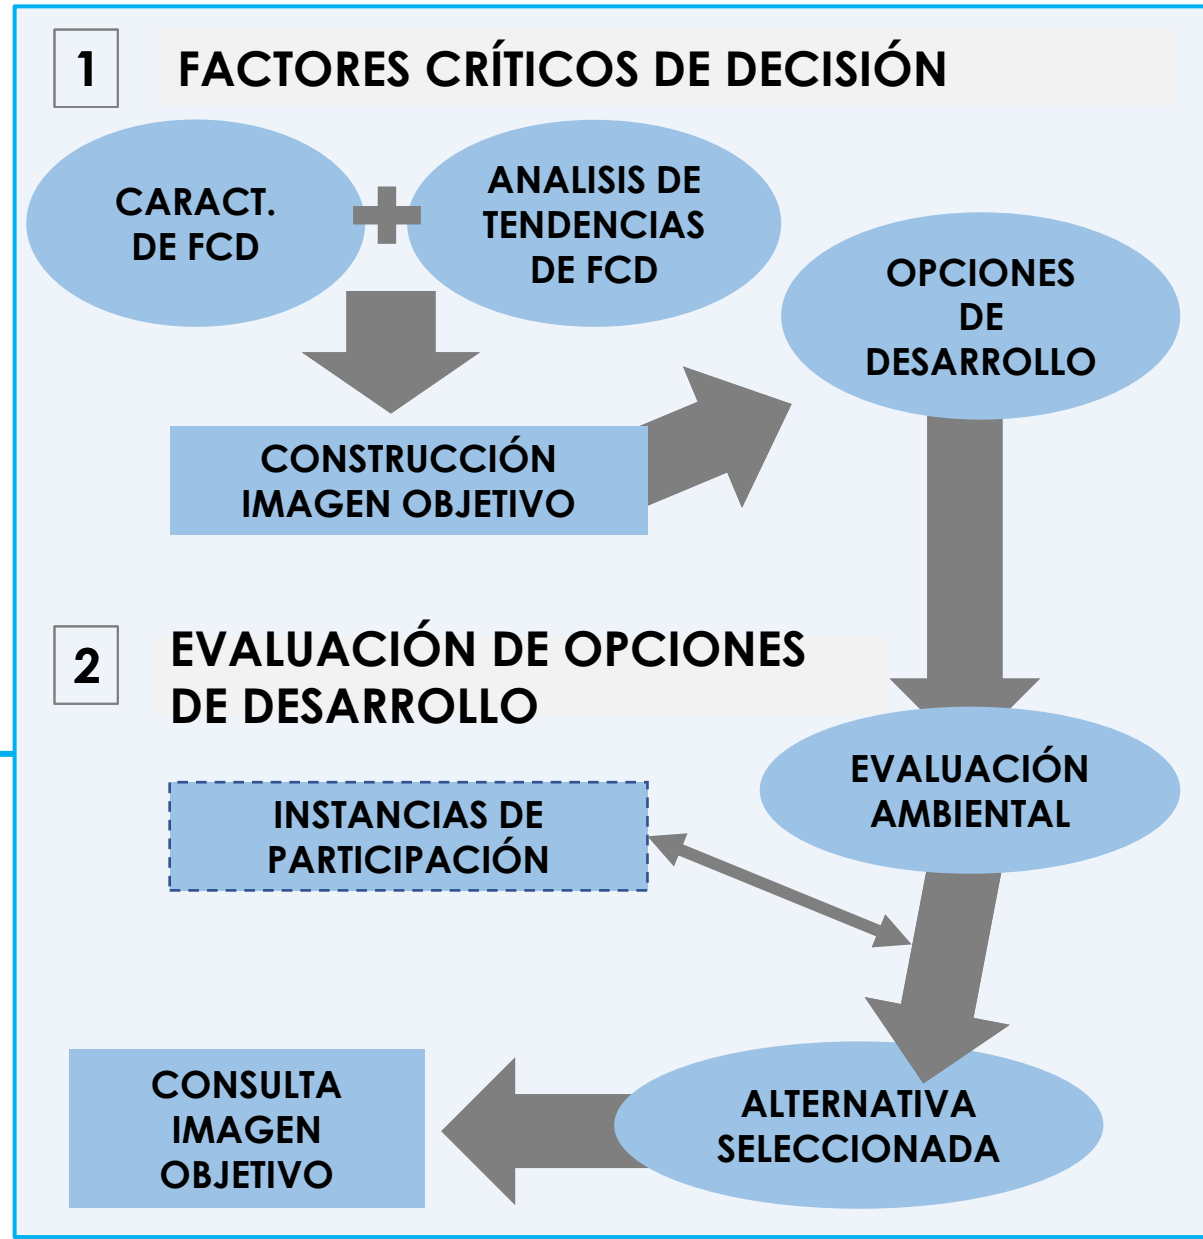 1
FACTORES CRÍTICOS DE DECISIÓN
CARACT.
DE FCD
ANALISIS DE
TENDENCIAS
DE FCD
OPCIONES
DE
DESARROLLO
CONSTRUCCIÓN
IMAGEN OBJETIVO
2
EVALUACIÓN DE OPCIONES
DE DESARROLLO
EVALUACIÓN
AMBIENTAL
INSTANCIAS DE
PARTICIPACIÓN
ALTERNATIVA
SELECCIONADA
CONSULTA
IMAGEN
OBJETIVO